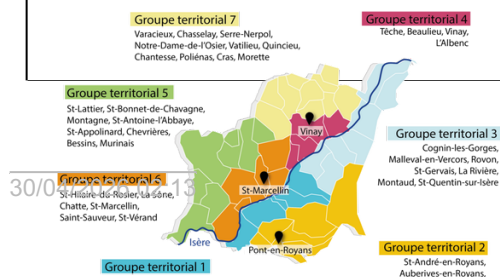 Groupe territorial 7
Varacieux, Chasselay, Serre-Nerpol,
Notre-Dame-de-l'Osier, Vatilieu, Quincieu,
Chantesse, Poliénas, Cras, Morette
Groupe territorial 4
Têche, Beaulieu, Vinay,
L'Albenc
Groupe territorial 5
St-Lattier, St-Bonnet-de-Chavagne,
Montagne, St-Antoine-l'Abbaye,
St-Appolinard, Chevrières,
Bessins, Murinais
Vinay
Groupe territorial 3
Cognin-les-Gorges,
Malleval-en-Vercors, Rovon,
St-Gervais, La Rivière,
Montaud, St-Quentin-sur-Isère
Groupe territorial 6
St-Hilaire-du-Rosier, La Sône,
Chatte, St-Marcellin,
Saint-Sauveur, St-Vérand
30/04/2026 13
St-Marcellin
Isère
Pont-en-Royans
Groupe territorial 1
Groupe territorial 2
St-André-en-Royans,
Auberives-en-Royans,